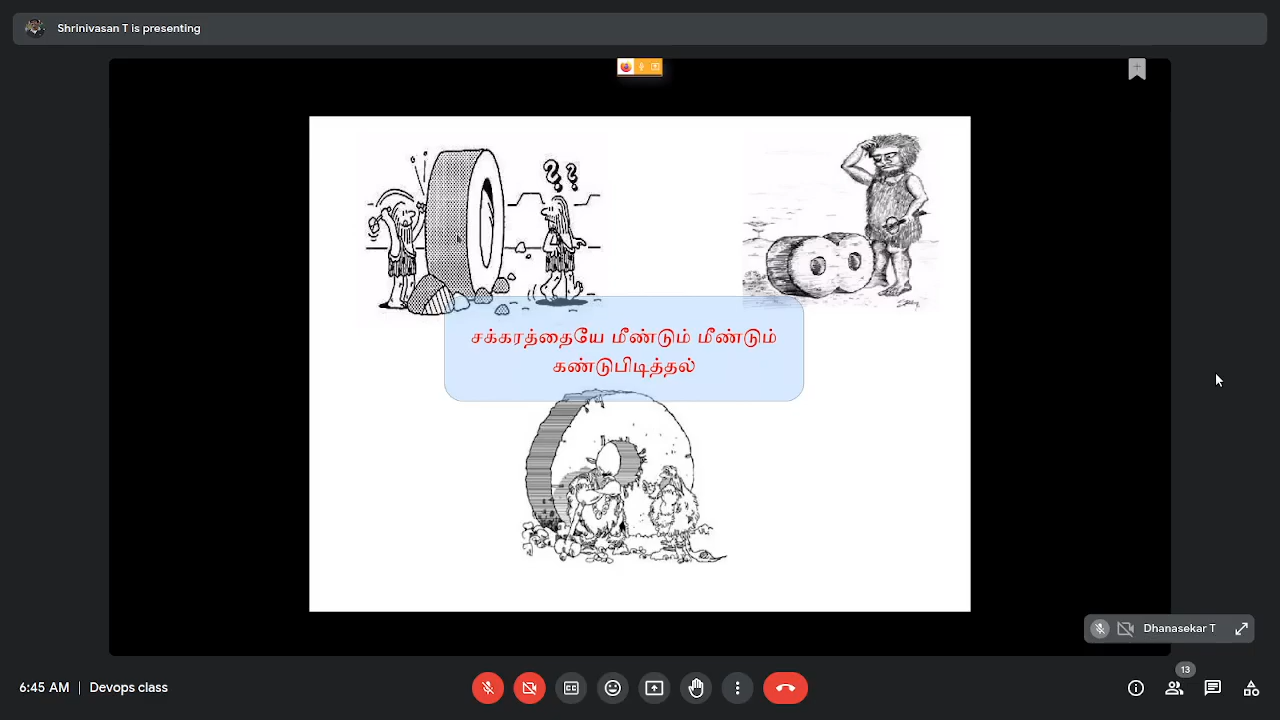 Shrinivasan T is presenting
? ?
சக்கரத்தையே மீண்டும் மீண்டும்
கண்டுபிடித்தல்
Dhanasekar T
13
6:45 AM | Devops class